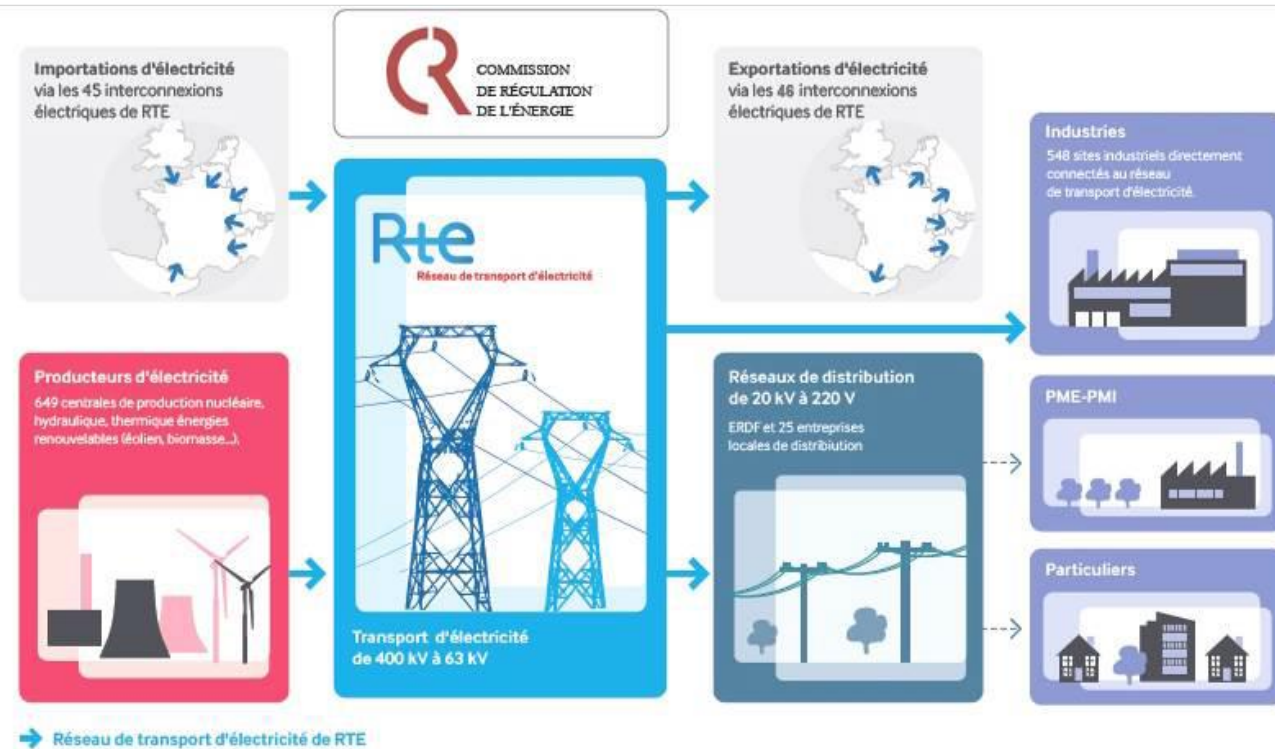 Importations d'électricité
via les 45 interconnexions
électriques de RTE
COMMISSION
DE RÉGULATION
DE L'ÉNERGIE
Exportations d'électricité
via les 46 interconnexions
électriques de RTE
Industries
548 sites industriels directement
connectés au réseau
de transport d'électricité.
Rte
Réseau de transport d'électricité
Producteurs d'électricité
649 centrales de production nucléaire,
hydraulique, thermique énergies
renouvelables (éolien, biomasse...).
Transport d'électricité
de 400 kV à 63 kV
Réseaux de distribution
de 20 kV à 220 V
ERDF et 25 entreprises
locales de distribiution
PME-PMI
Particuliers
Réseau de transport d'électricité de RTE